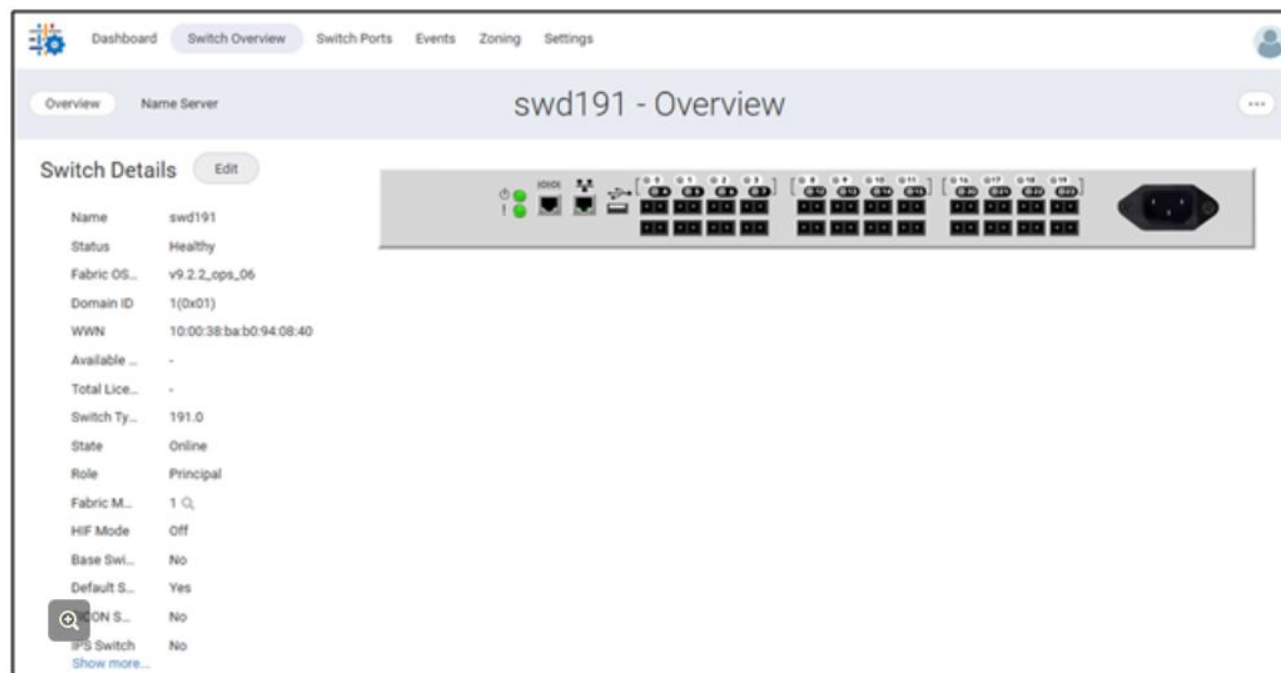 Dashboard Switch Overview Switch Ports Events Zoning Settings
Overview Name Server
swd191 - Overview
Switch Details Edit
Name swd191
Status Healthy
Fabric OS... v9.2.2_ops_06
Domain ID 1(0x01)
WWN 10:00:38:ba:b0:94:08:40
Available ... -
Total Lice... -
Switch Ty... 191.0
State Online
Role Principal
Fabric M... 1
HIF Mode Off
Base Swi... No
Default S... Yes
S... No
IPS Switch No
Show more...